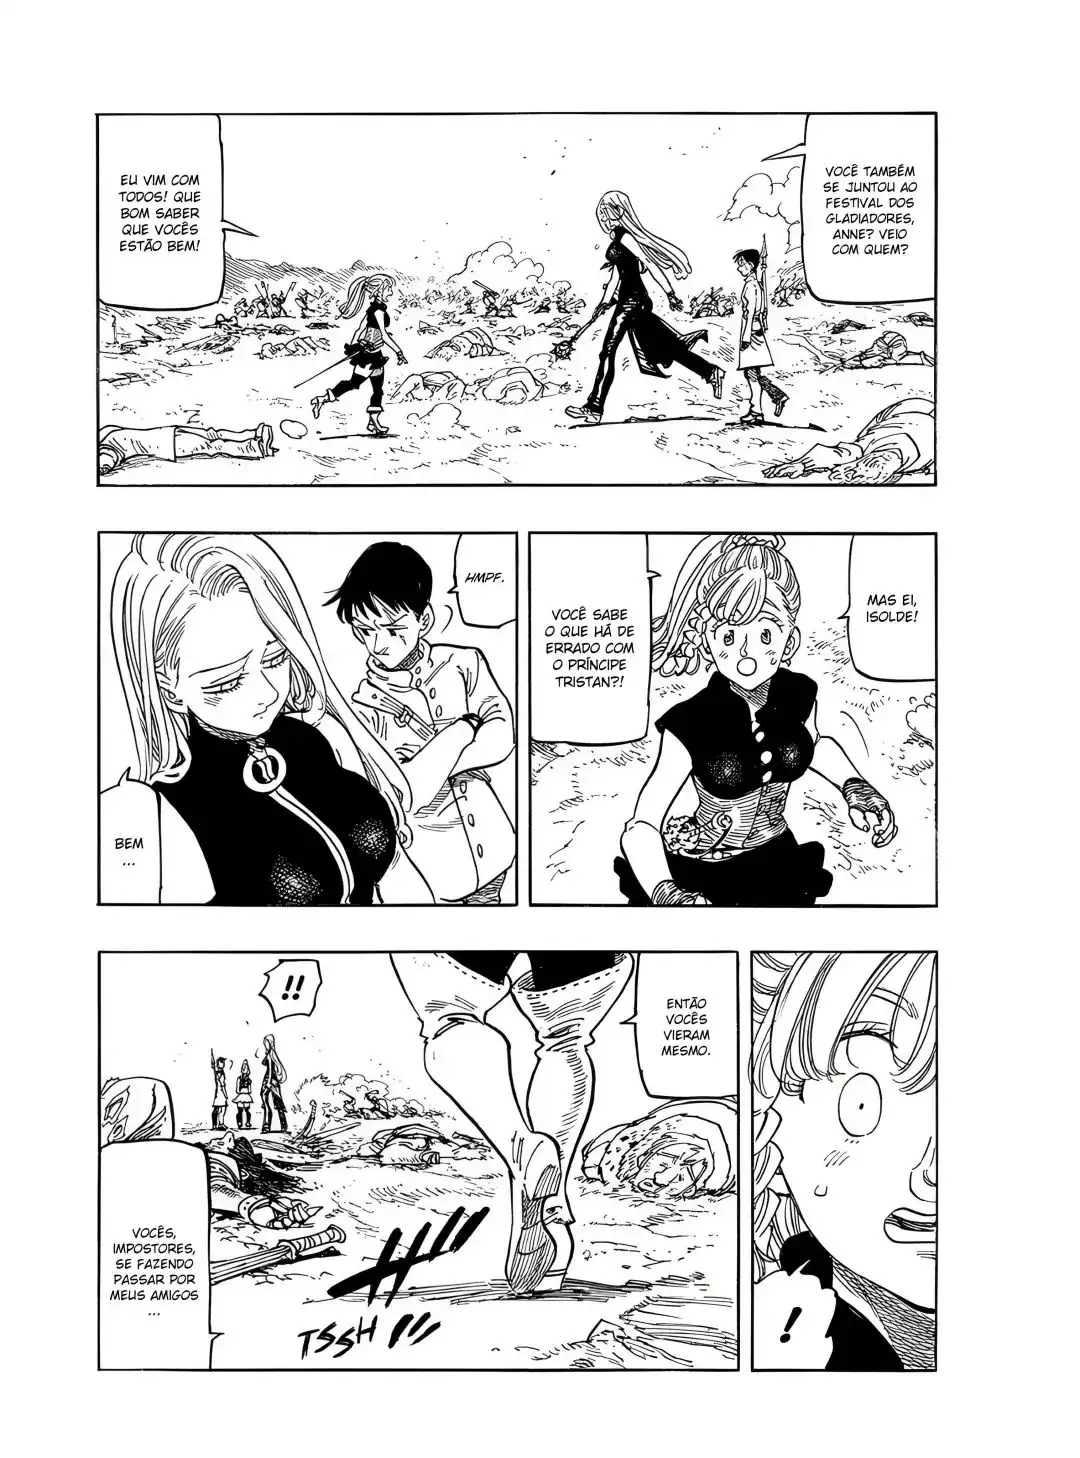 VOCÊ TAMBÉM
SE JUNTOU AO
FESTIVAL DOS
GLADIADORES,
ANNE? VEIO
COM QUEM?
EU VIM COM
TODOS! QUE
BOM SABER
QUE VOCÊS
ESTÃO BEM!
MAS EI,
ISOLDE!
VOCÊ SABE
O QUE HÁ DE
ERRADO COM
O PRÍNCIPE
TRISTAN?!
HMPF.
BEM
...
!
ENTÃO
VOCÊS
VIERAM
MESMO.
!!
ザッ
TSSH
VOCÊS,
IMPOSTORES,
SE FAZENDO
PASSAR POR
MEUS AMIGOS
...